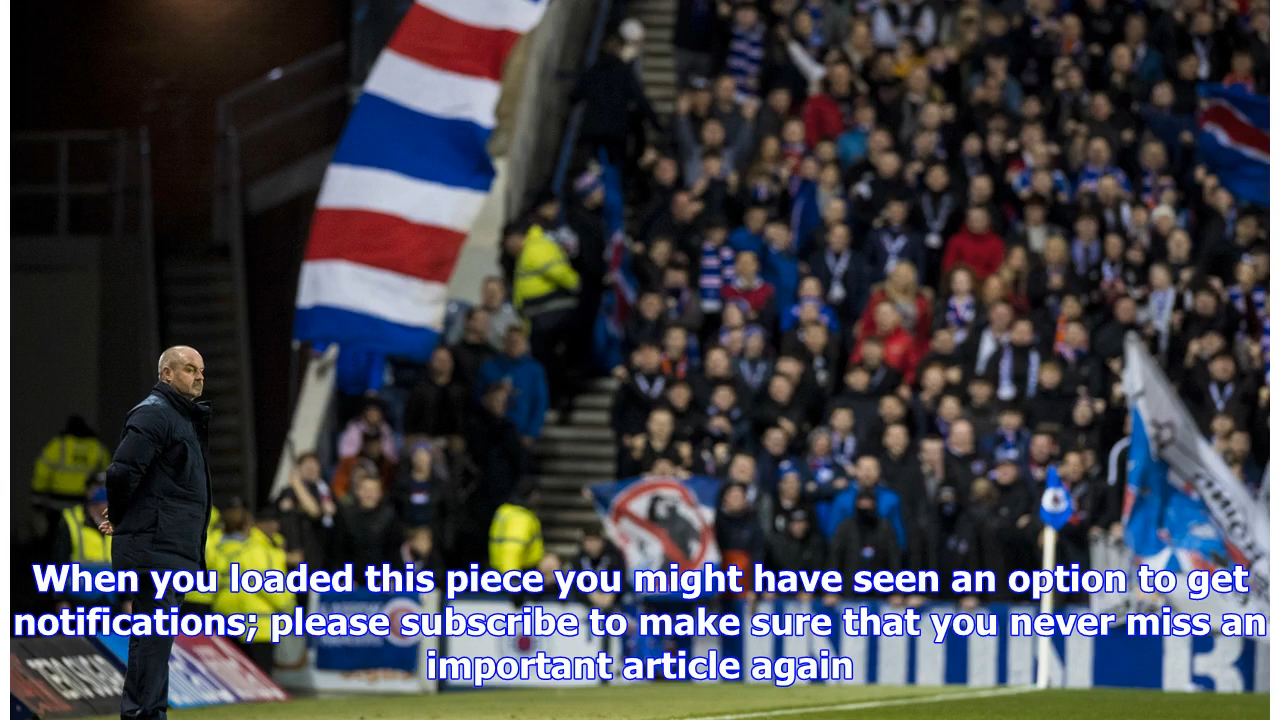 When you loaded this piece you might have seen an option to get
notifications; please subscribe to make sure that you never miss an
important article again